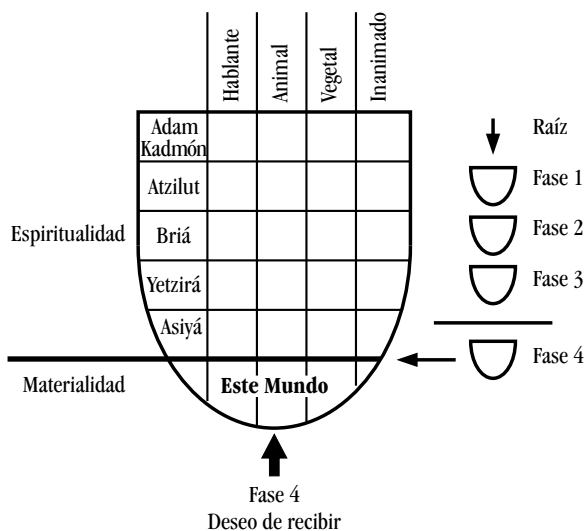 Hablante
Animal
Vegetal
Inanimado
Adam
Kadmón
Atzilut
Briá
Yetzirá
Asiyá
Espiritualidad
Materialidad
Este Mundo
Raíz
Fase 1
Fase 2
Fase 3
Fase 4
Fase 4
Deseo de recibir